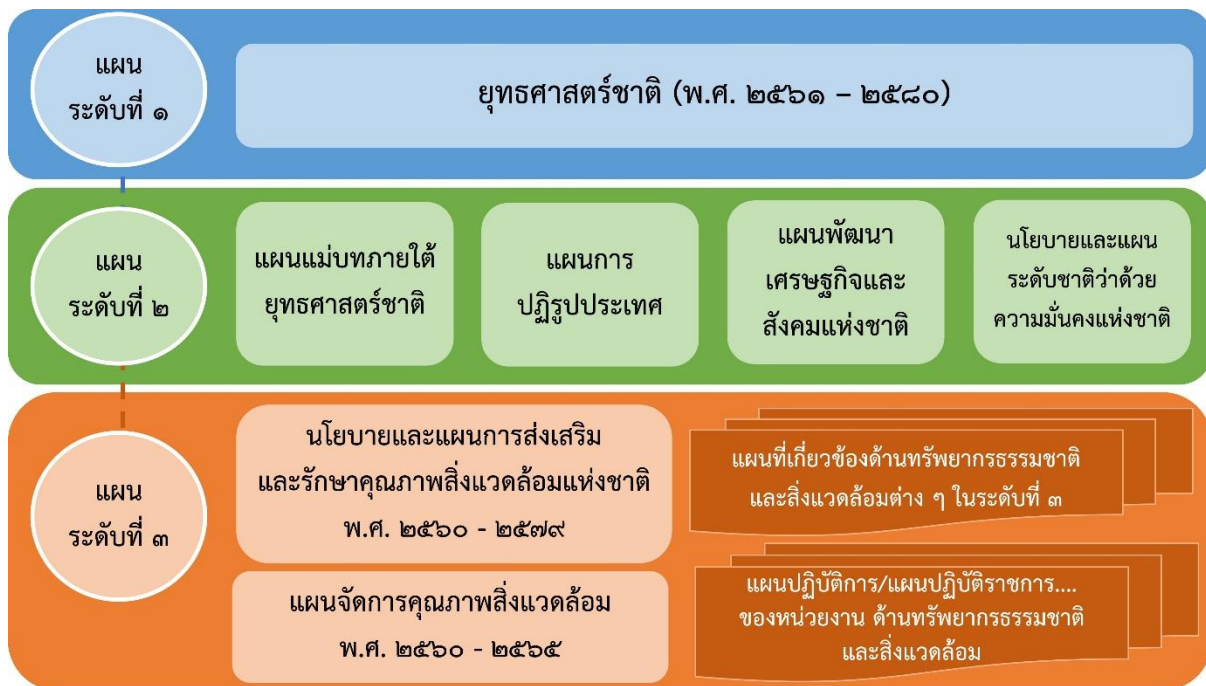 แผน
ระดับที่ ๑
ยุทธศาสตร์ชาติ (พ.ศ. ๒๕๖๑ – ๒๕๘๐)
แผน
ระดับที่ ๒
แผนแม่บทภายใต้
ยุทธศาสตร์ชาติ
แผนการ
ปฏิรูปประเทศ
แผนพัฒนา
เศรษฐกิจและ
สังคมแห่งชาติ
นโยบายและแผน
ระดับชาติว่าด้วย
ความมั่นคงแห่งชาติ
แผน
ระดับที่ ๓
นโยบายและแผนการส่งเสริม
และรักษาคุณภาพสิ่งแวดล้อมแห่งชาติ
พ.ศ. ๒๕๖๐ - ๒๕๗๙
แผนที่เกี่ยวข้องด้านทรัพยากรธรรมชาติ
และสิ่งแวดล้อมต่าง ๆ ในระดับที่ ๓
แผนจัดการคุณภาพสิ่งแวดล้อม
พ.ศ. ๒๕๖๐ - ๒๕๖๕
แผนปฏิบัติการ/แผนปฏิบัติราชการ....
ของหน่วยงาน ด้านทรัพยากรธรรมชาติ
และสิ่งแวดล้อม